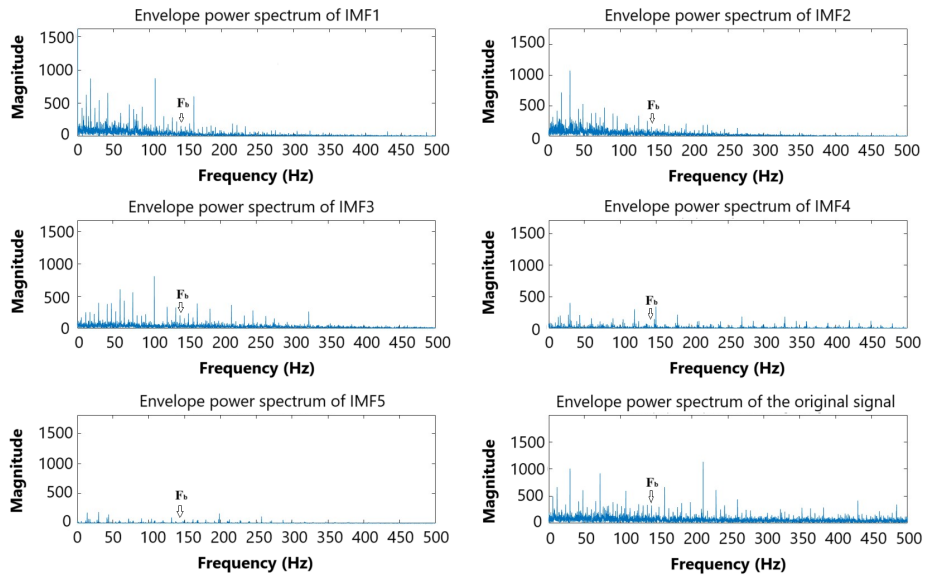 Envelope power spectrum of IMF1
1500
1000
500
0
Magnitude
Fb
0 50 100 150 200 250 300 350 400 450 500
Frequency (Hz)
Envelope power spectrum of IMF2
1500
1000
500
0
Magnitude
Fb
0 50 100 150 200 250 300 350 400 450 500
Frequency (Hz)
Envelope power spectrum of IMF3
1500
1000
500
0
Magnitude
Fb
0 50 100 150 200 250 300 350 400 450 500
Frequency (Hz)
Envelope power spectrum of IMF4
1500
1000
500
0
Magnitude
Fb
0 50 100 150 200 250 300 350 400 450 500
Frequency (Hz)
Envelope power spectrum of IMF5
1500
1000
500
0
Magnitude
Fb
0 50 100 150 200 250 300 350 400 450 500
Frequency (Hz)
Envelope power spectrum of the original signal
1500
1000
500
0
Magnitude
Fb
0 50 100 150 200 250 300 350 400 450 500
Frequency (Hz)